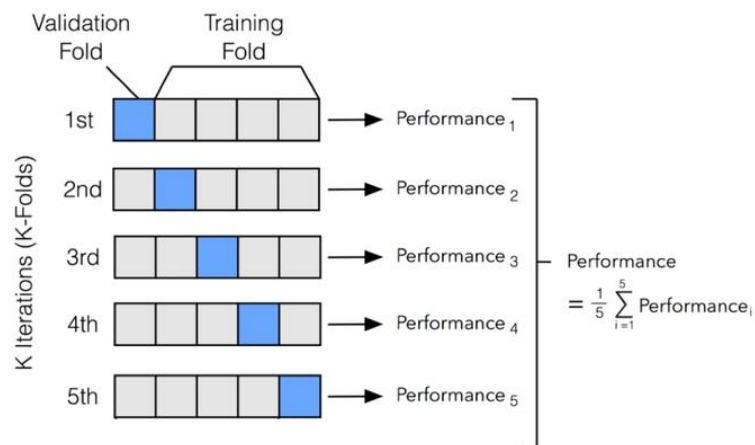 Validation
Fold
Training
Fold
K Iterations (K-Folds)
1st
Performance 1
2nd
Performance 2
3rd
Performance 3
4th
Performance 4
5th
Performance 5
Performance
= 1/5 5 ∑ i=1 Performance i